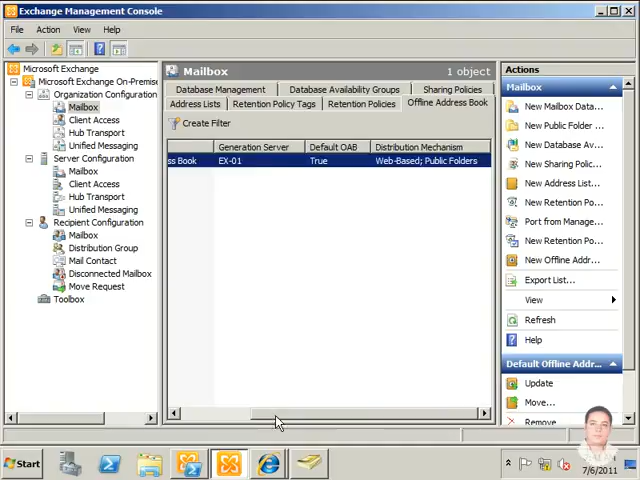 Exchange Management Console
File Action View Help
Microsoft Exchange
Microsoft Exchange On-Premise
Organization Configuration
Mailbox
Client Access
Hub Transport
Unified Messaging
Server Configuration
Mailbox
Client Access
Hub Transport
Unified Messaging
Recipient Configuration
Mailbox
Distribution Group
Mail Contact
Disconnected Mailbox
Move Request
Toolbox
Mailbox 1 object
Database Management Database Availability Groups Sharing Policies
Address Lists Retention Policy Tags Retention Policies Offline Address Book
Create Filter
Generation Server Default OAB Distribution Mechanism
ss Book EX-01 True Web-Based; Public Folders
Actions
Mailbox
New Mailbox Data...
New Public Folder ...
New Database Av...
New Sharing Polic...
New Address List...
New Retention Po...
Port from Manage...
New Retention Po...
New Offline Addr...
Export List...
View
Refresh
Help
Default Offline Addr...
Update
Move...
Remove
Start
7/6/2011